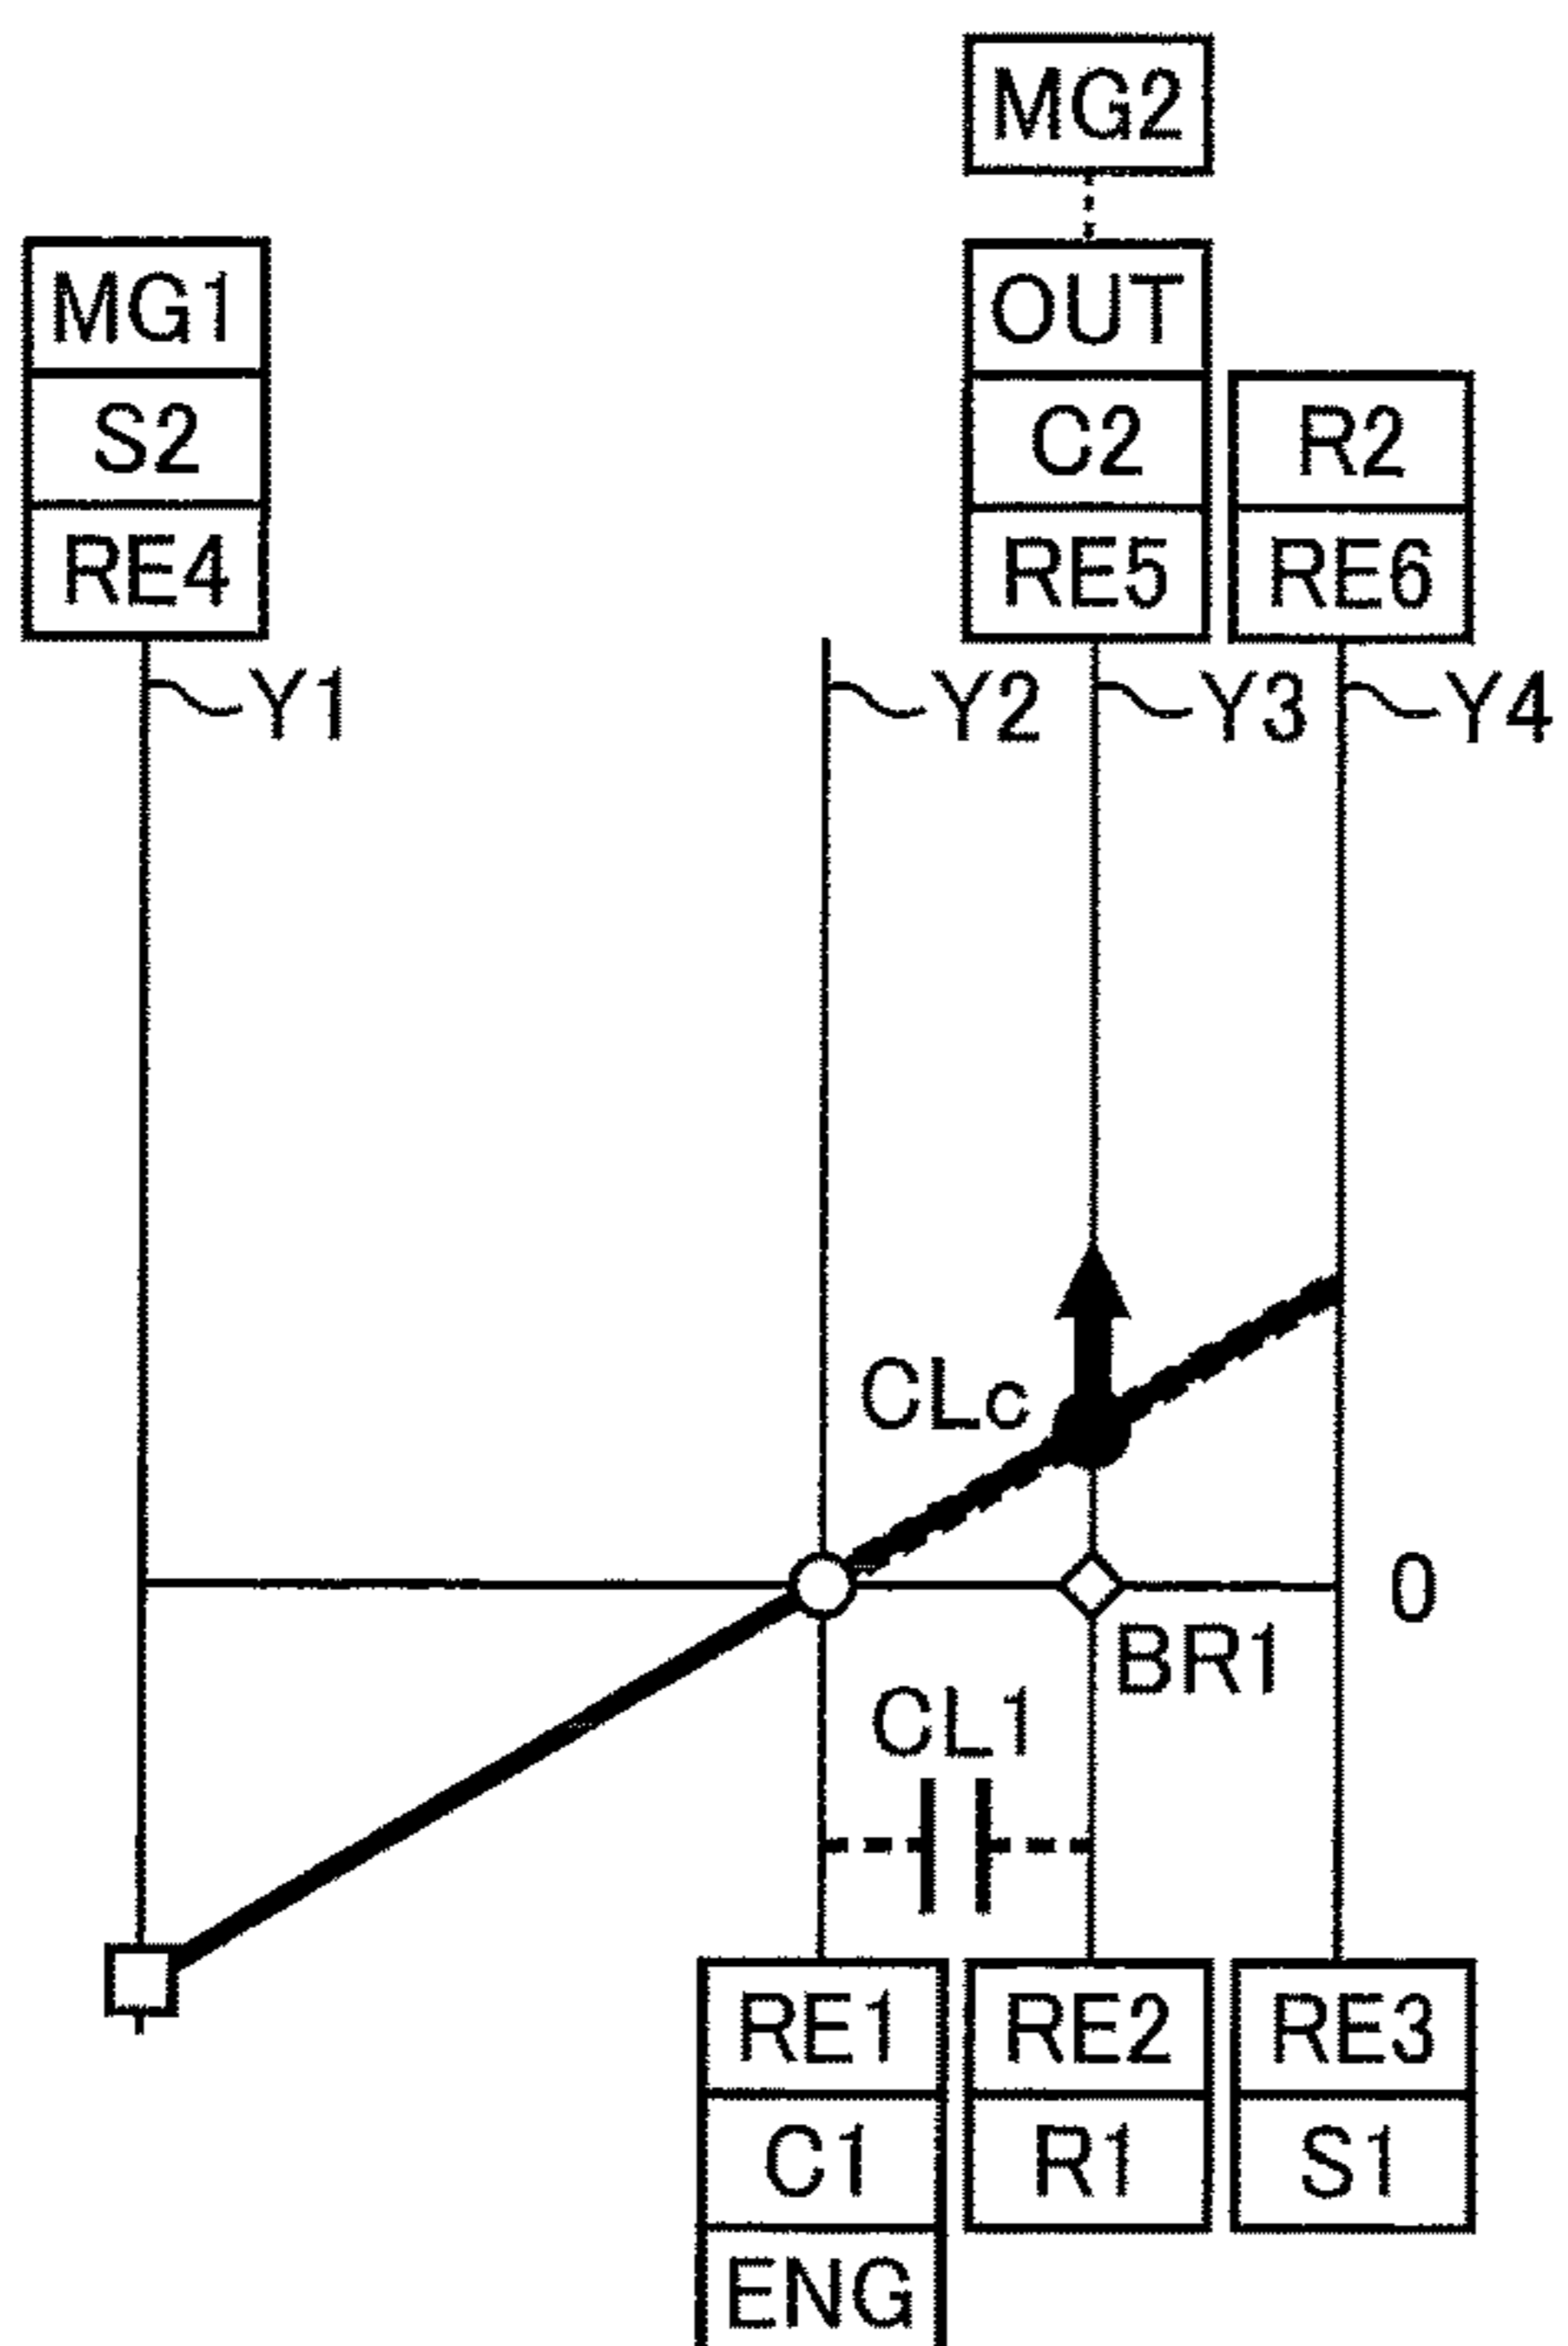 MG2
MG1
OUT
S2
C2
R2
RE4
RE5
RE6
Y1
Y2
Y3
Y4
CLc
0
BR1
CL1
RE1
RE2
RE3
C1
R1
S1
ENG